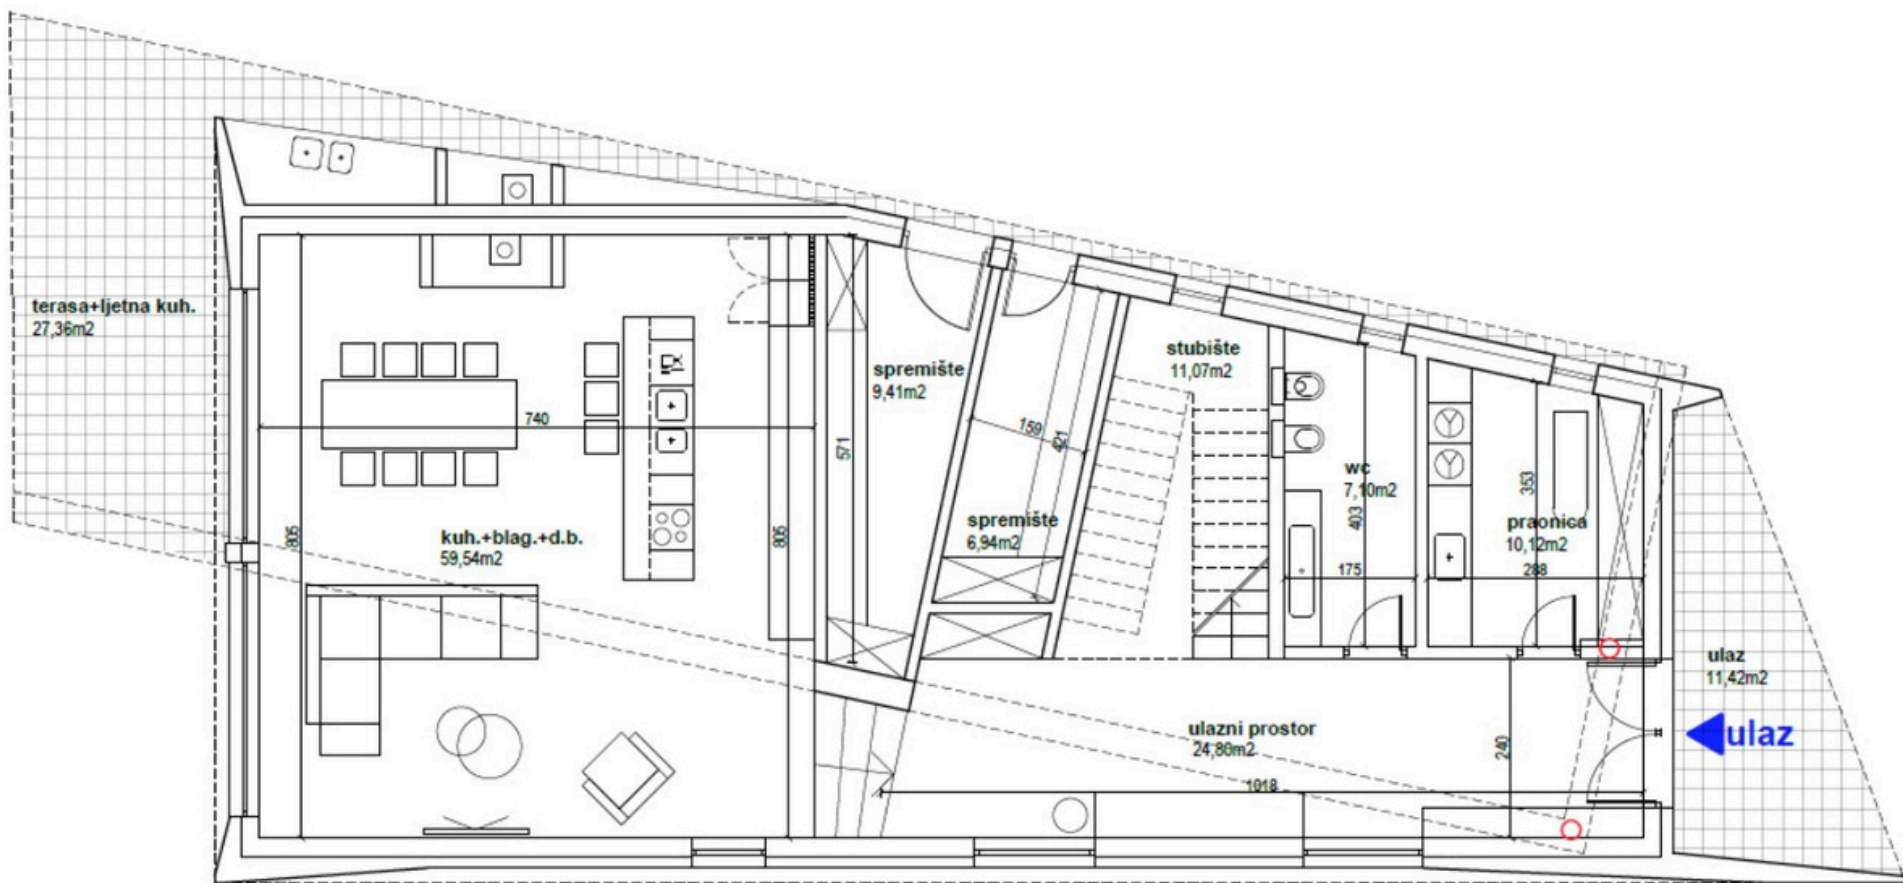 terasa+ljetna kuh.
27,36m2
740
805
kuh.+blag.+d.b.
59,54m2
805
571
spremište
9,41m2
159
421
spremište
6,94m2
stubište
11,07m2
wc
7,10m2
403
175
353
praonica
10,12m2
288
ulaz
11,42m2
ulaz
ulazni prostor
24,80m2
240
1018